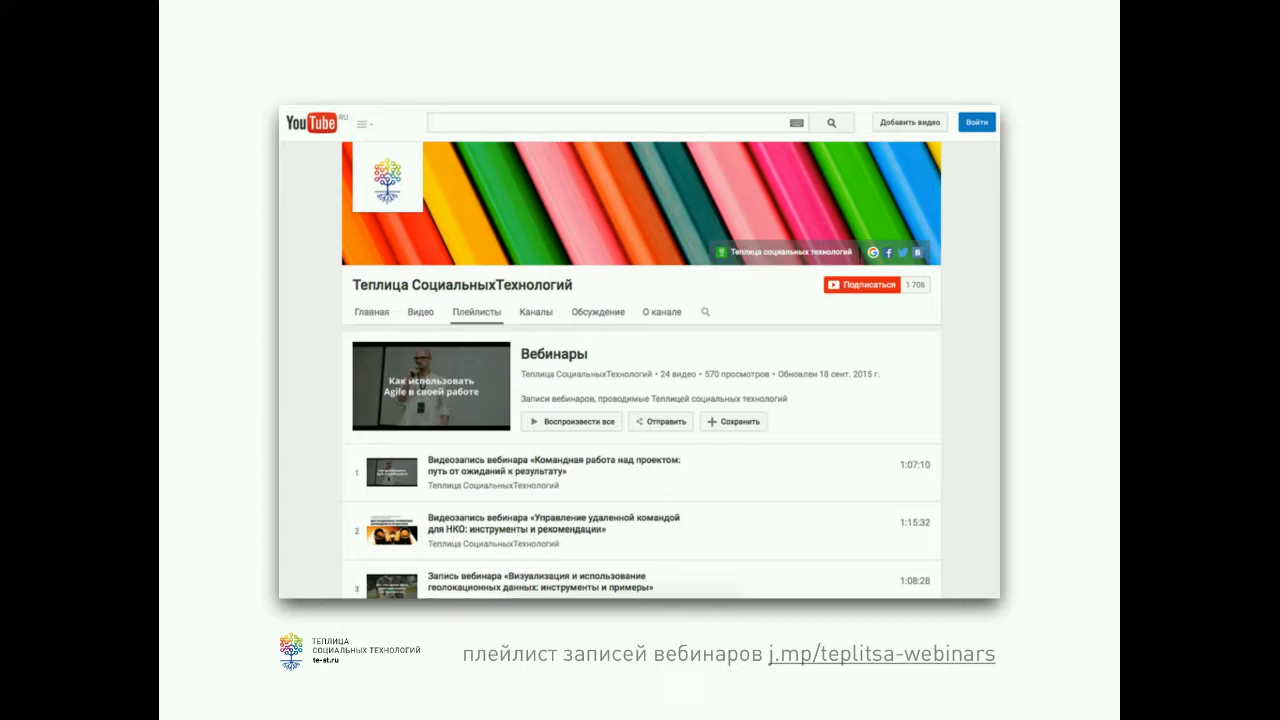 YouTube RU
Добавить видео
Войти
Теплица социальных технологий
Теплица СоциальныхТехнологий
Подписаться 1 706
Главная Видео Плейлисты Каналы Обсуждение О канале
Как использовать
Agile в своей работе
Вебинары
Теплица СоциальныхТехнологий • 24 видео • 570 просмотров • Обновлен 18 сент. 2015 г.
Записи вебинаров, проводимые Теплицей социальных технологий
Воспроизвести все Отправить Сохранить
1
Видеозапись вебинара «Командная работа над проектом:
путь от ожиданий к результату»
Теплица СоциальныхТехнологий
1:07:10
2
Видеозапись вебинара «Управление удаленной командой
для НКО: инструменты и рекомендации»
Теплица СоциальныхТехнологий
1:15:32
3
Запись вебинара «Визуализация и использование
геолокационных данных: инструменты и примеры»
1:08:28
ТЕПЛИЦА
СОЦИАЛЬНЫХ ТЕХНОЛОГИЙ
te-st.ru
плейлист записей вебинаров j.mp/teplitsa-webinars